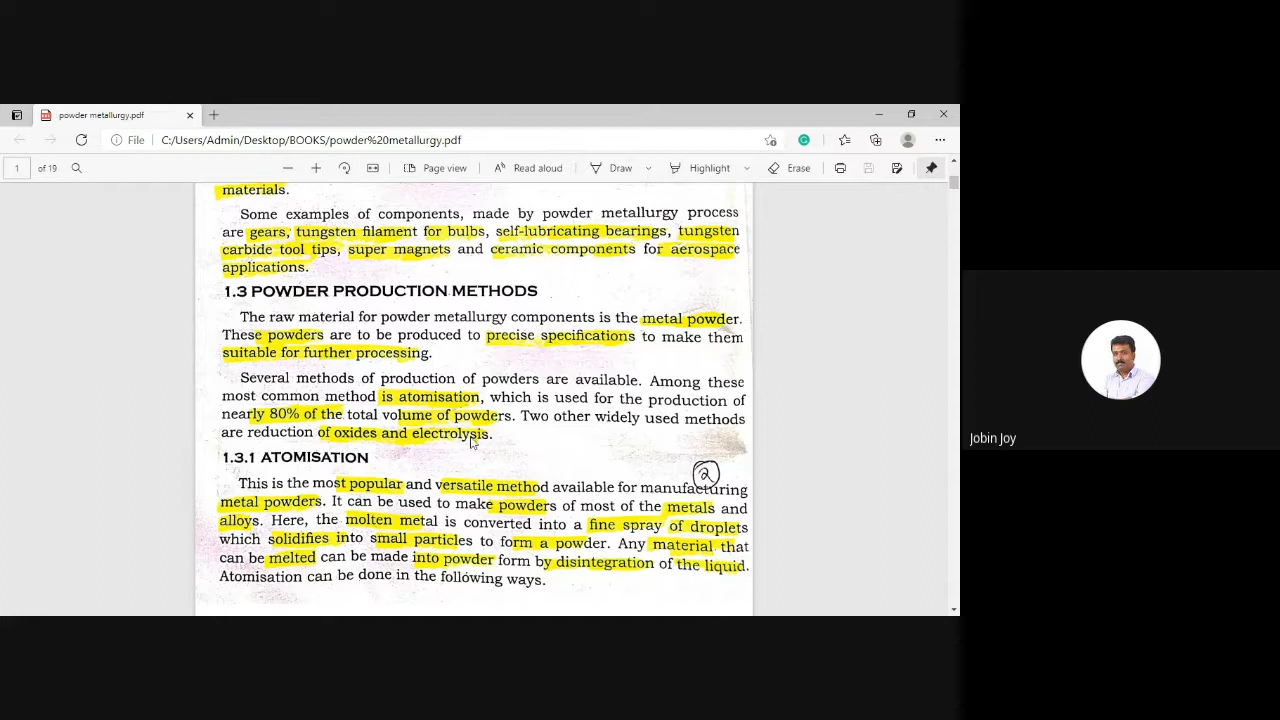 powder metallurgy.pdf
File
C:/Users/Admin/Desktop/BOOKS/powder%20metallurgy.pdf
1 of 19
Page view
Read aloud
Draw
Highlight
Erase
materials.
Some examples of components, made by powder metallurgy process
are gears, tungsten filament for bulbs, self-lubricating bearings, tungsten
carbide tool tips, super magnets and ceramic components for aerospace
applications.
1.3 POWDER PRODUCTION METHODS
The raw material for powder metallurgy components is the metal powder.
These powders are to be produced to precise specifications to make them
suitable for further processing.
Several methods of production of powders are available. Among these
most common method is atomisation, which is used for the production of
nearly 80% of the total volume of powders. Two other widely used methods
are reduction of oxides and electrolysis.
1.3.1 ATOMISATION
2
This is the most popular and versatile method available for manufacturing
metal powders. It can be used to make powders of most of the metals and
alloys. Here, the molten metal is converted into a fine spray of droplets
which solidifies into small particles to form a powder. Any material that
can be melted can be made into powder form by disintegration of the liquid.
Atomisation can be done in the following ways.
Jobin Joy